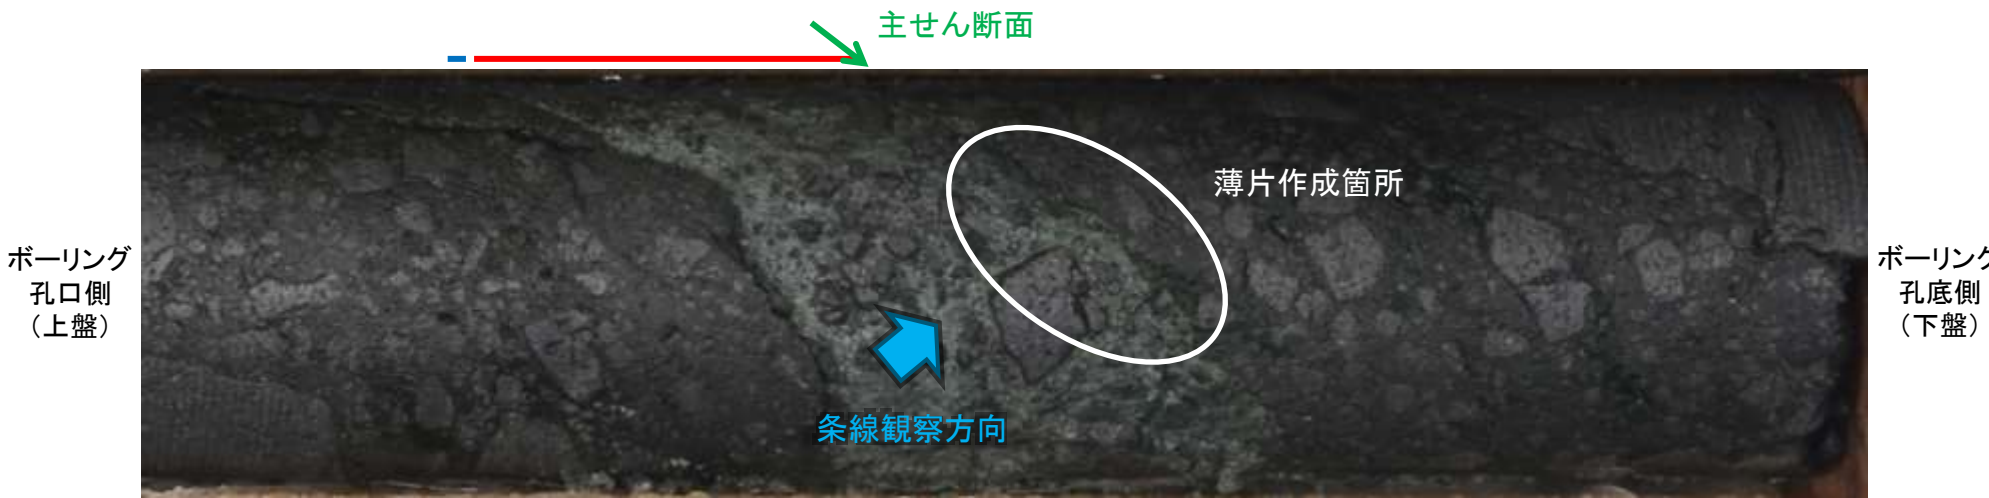 主せん断面
薄片作成箇所
ボーリング
孔口側
（上盤）
ボーリング
孔底側
（下盤）
条線観察方向